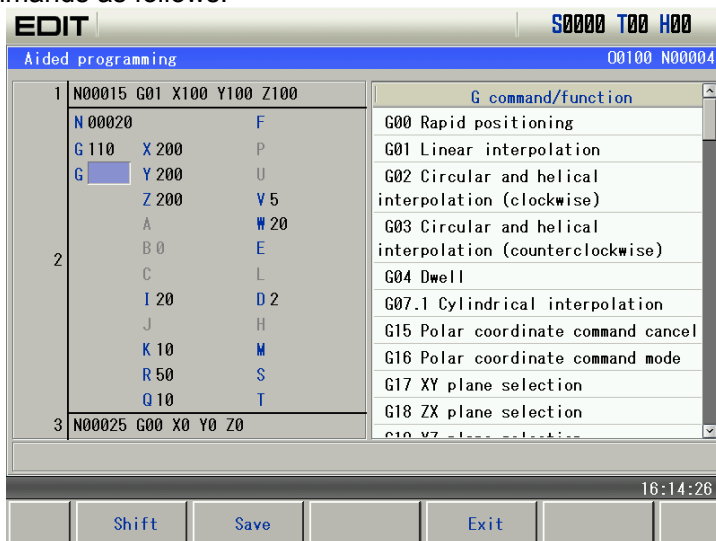 EDIT S0000 T00 H00
Aided programming O0100 N00004
1 N00015 G01 X100 Y100 Z100
2
N 00020 F
G 110 X 200 P
G Y 200 U
Z 200 V 5
A W 20
B 0 E
C L
I 20 D 2
J H
K 10 M
R 50 S
Q 10 T
3 N00025 G00 X0 Y0 Z0
G command/function
G00 Rapid positioning
G01 Linear interpolation
G02 Circular and helical
interpolation (clockwise)
G03 Circular and helical
interpolation (counterclockwise)
G04 Dwell
G07.1 Cylindrical interpolation
G15 Polar coordinate command cancel
G16 Polar coordinate command mode
G17 XY plane selection
G18 ZX plane selection
16:14:26
Shift Save Exit